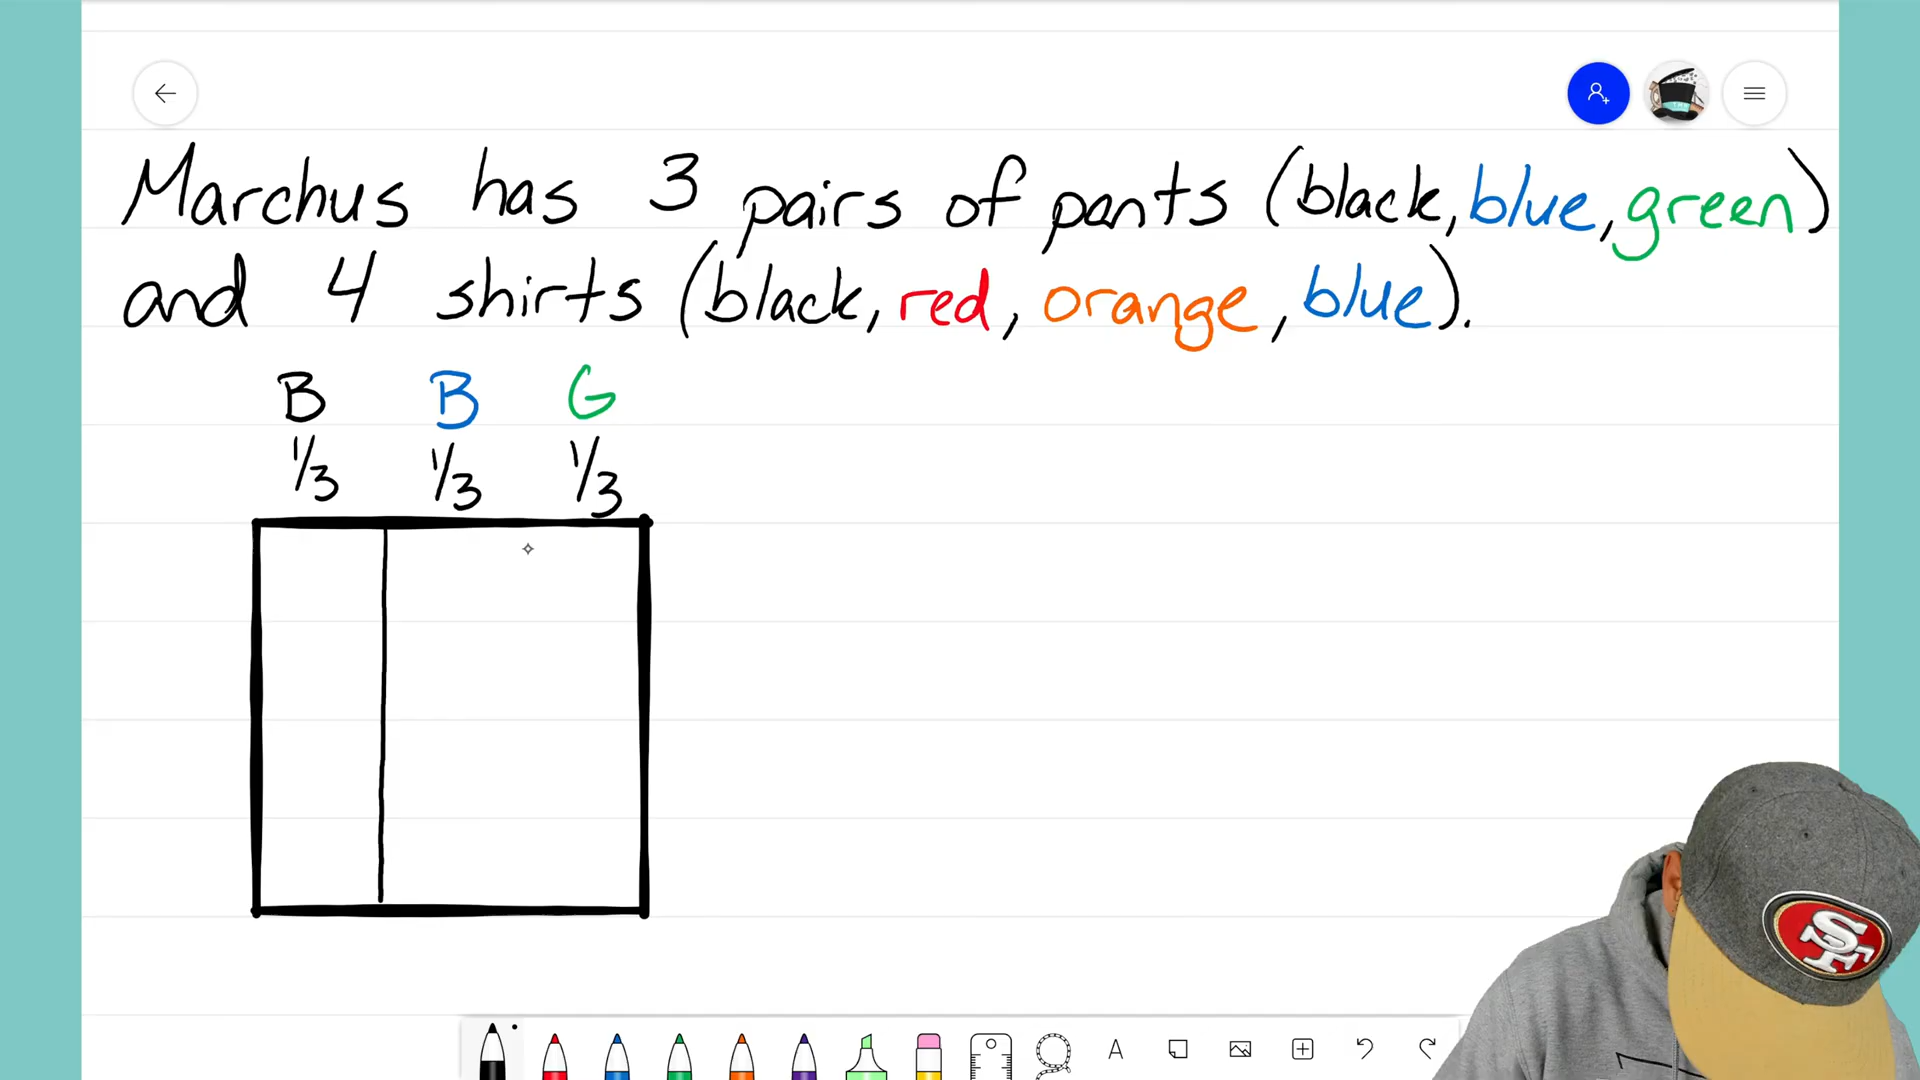 Marchus has 3 pairs of pants (black, blue, green)
and 4 shirts (black, red, orange, blue).
B B G
1/3 1/3 1/3
A
SF